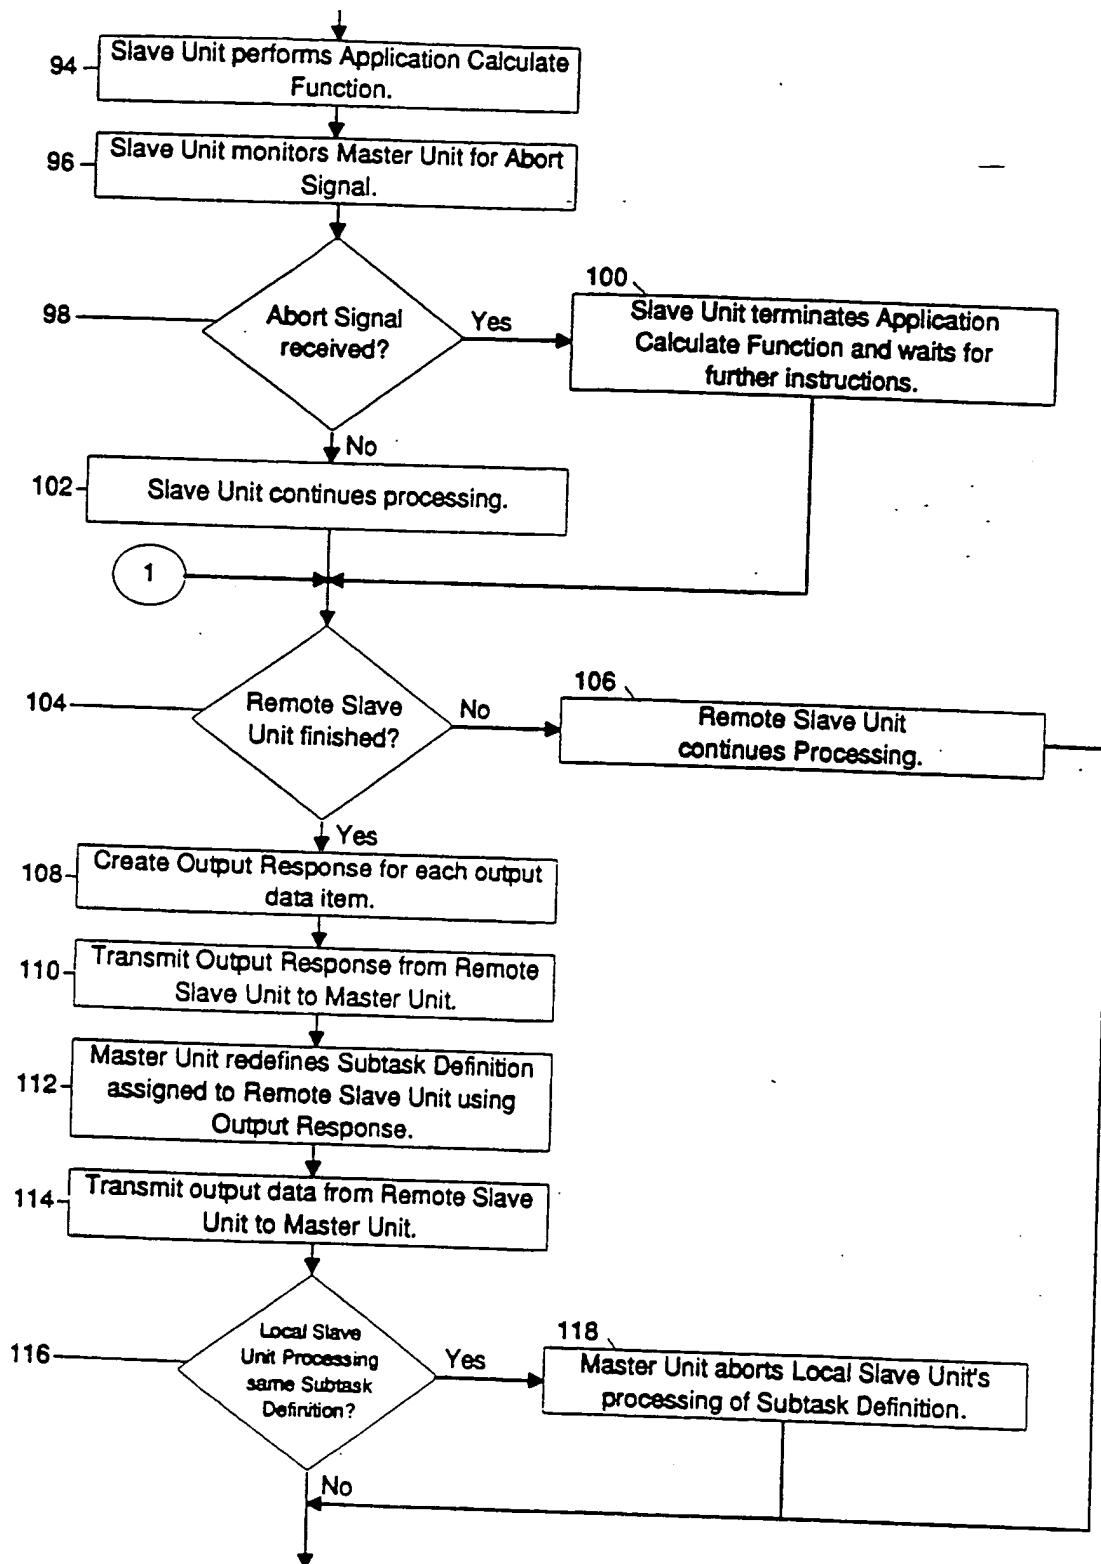 94
Slave Unit performs Application Calculate
Function.
96
Slave Unit monitors Master Unit for Abort
Signal.
98
Abort Signal
received?
Yes
100
Slave Unit terminates Application
Calculate Function and waits for
further instructions.
No
102
Slave Unit continues processing.
1
104
Remote Slave
Unit finished?
No
106
Remote Slave Unit
continues Processing.
Yes
108
Create Output Response for each output
data item.
110
Transmit Output Response from Remote
Slave Unit to Master Unit.
112
Master Unit redefines Subtask Definition
assigned to Remote Slave Unit using
Output Response.
114
Transmit output data from Remote Slave
Unit to Master Unit.
116
Local Slave
Unit Processing
same Subtask
Definition?
Yes
118
Master Unit aborts Local Slave Unit's
processing of Subtask Definition.
No